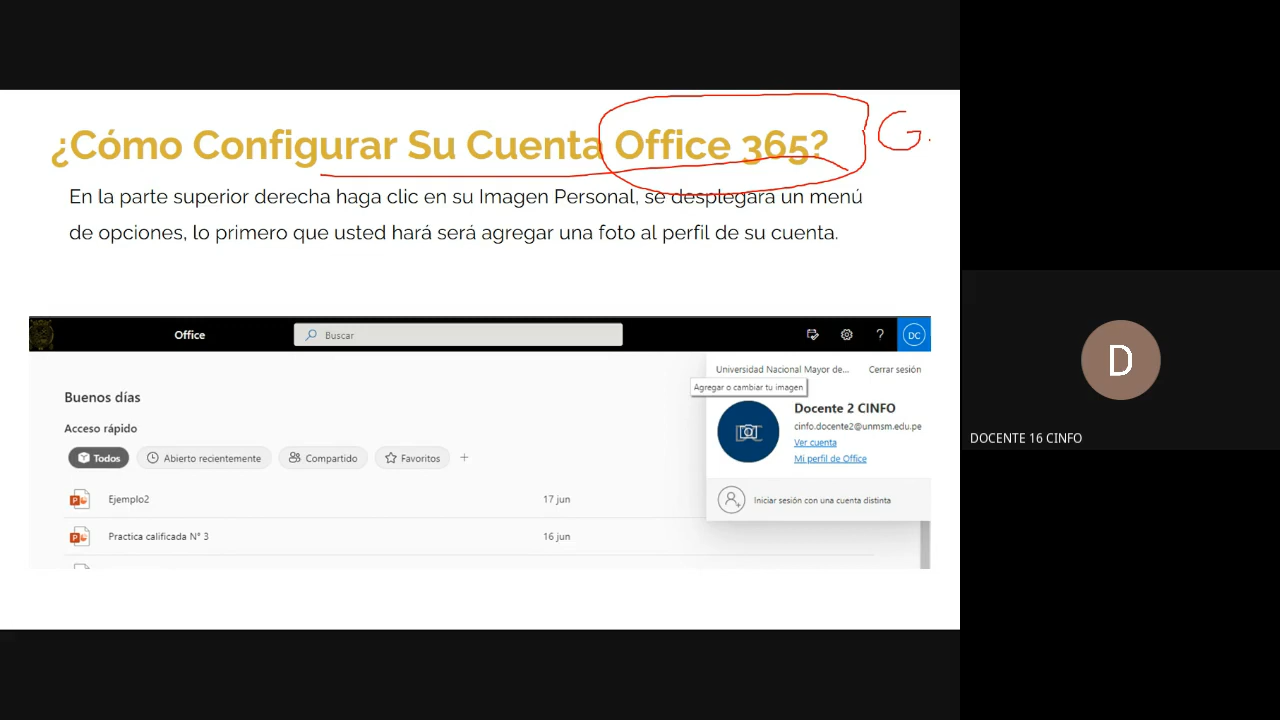 ¿Cómo Configurar Su Cuenta Office 365?
G.
En la parte superior derecha haga clic en su Imagen Personal, se desplegará un menú
de opciones, lo primero que usted hará será agregar una foto al perfil de su cuenta.
Office
Buscar
?
DC
Universidad Nacional Mayor de...
Cerrar sesión
Agregar o cambiar tu imagen
Buenos días
Docente 2 CINFO
cinfo.docente2@unmsm.edu.pe
Ver cuenta
Mi perfil de Office
Iniciar sesión con una cuenta distinta
Acceso rápido
Todos
Abierto recientemente
Compartido
Favoritos
+
Ejemplo2
17 jun
Practica calificada N° 3
16 jun
D
DOCENTE 16 CINFO